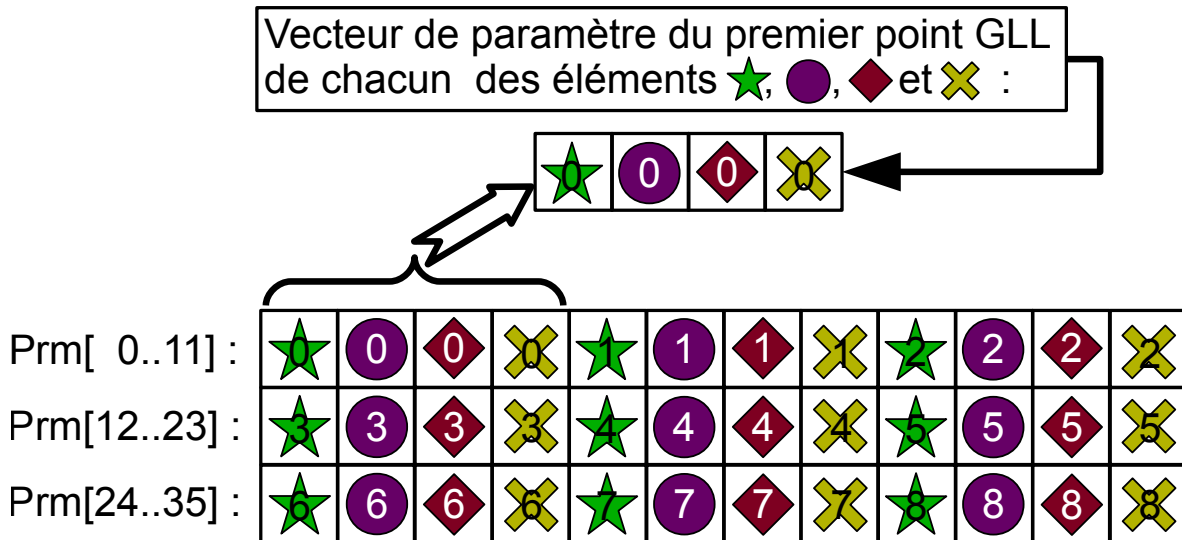 Vecteur de paramètre du premier point GLL
de chacun des éléments , , et :
0 0 0 0
Prm[ 0..11] : 0 0 0 0 1 1 1 1 2 2 2 2
Prm[12..23] : 3 3 3 3 4 4 4 4 5 5 5 5
Prm[24..35] : 6 6 6 6 7 7 7 7 8 8 8 8